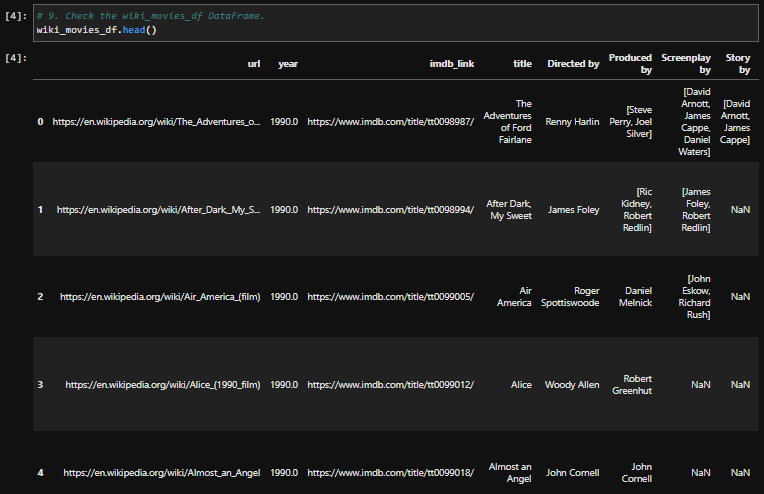 [4]: # 9. Check the wiki_movies_df DataFrame.
wiki_movies_df.head()
[4]:
url year imdb_link title Directed by Produced by Screenplay by Story by
0 https://en.wikipedia.org/wiki/The_Adventures_o... 1990.0 https://www.imdb.com/title/tt0098987/ The Adventures of Ford Fairlane Renny Harlin [Steve Perry, Joel Silver] [David Arnott, James Cappe, Daniel Waters] [David Arnott, James Cappe]
1 https://en.wikipedia.org/wiki/After_Dark,_My_S... 1990.0 https://www.imdb.com/title/tt0098994/ After Dark, My Sweet James Foley [Ric Kidney, Robert Redlin] [James Foley, Robert Redlin] NaN
2 https://en.wikipedia.org/wiki/Air_America_(film) 1990.0 https://www.imdb.com/title/tt0099005/ Air America Roger Spottiswoode Daniel Melnick [John Eskow, Richard Rush] NaN
3 https://en.wikipedia.org/wiki/Alice_(1990_film) 1990.0 https://www.imdb.com/title/tt0099012/ Alice Woody Allen Robert Greenhut NaN NaN
4 https://en.wikipedia.org/wiki/Almost_an_Angel 1990.0 https://www.imdb.com/title/tt0099018/ Almost an Angel John Cornell John Cornell NaN NaN